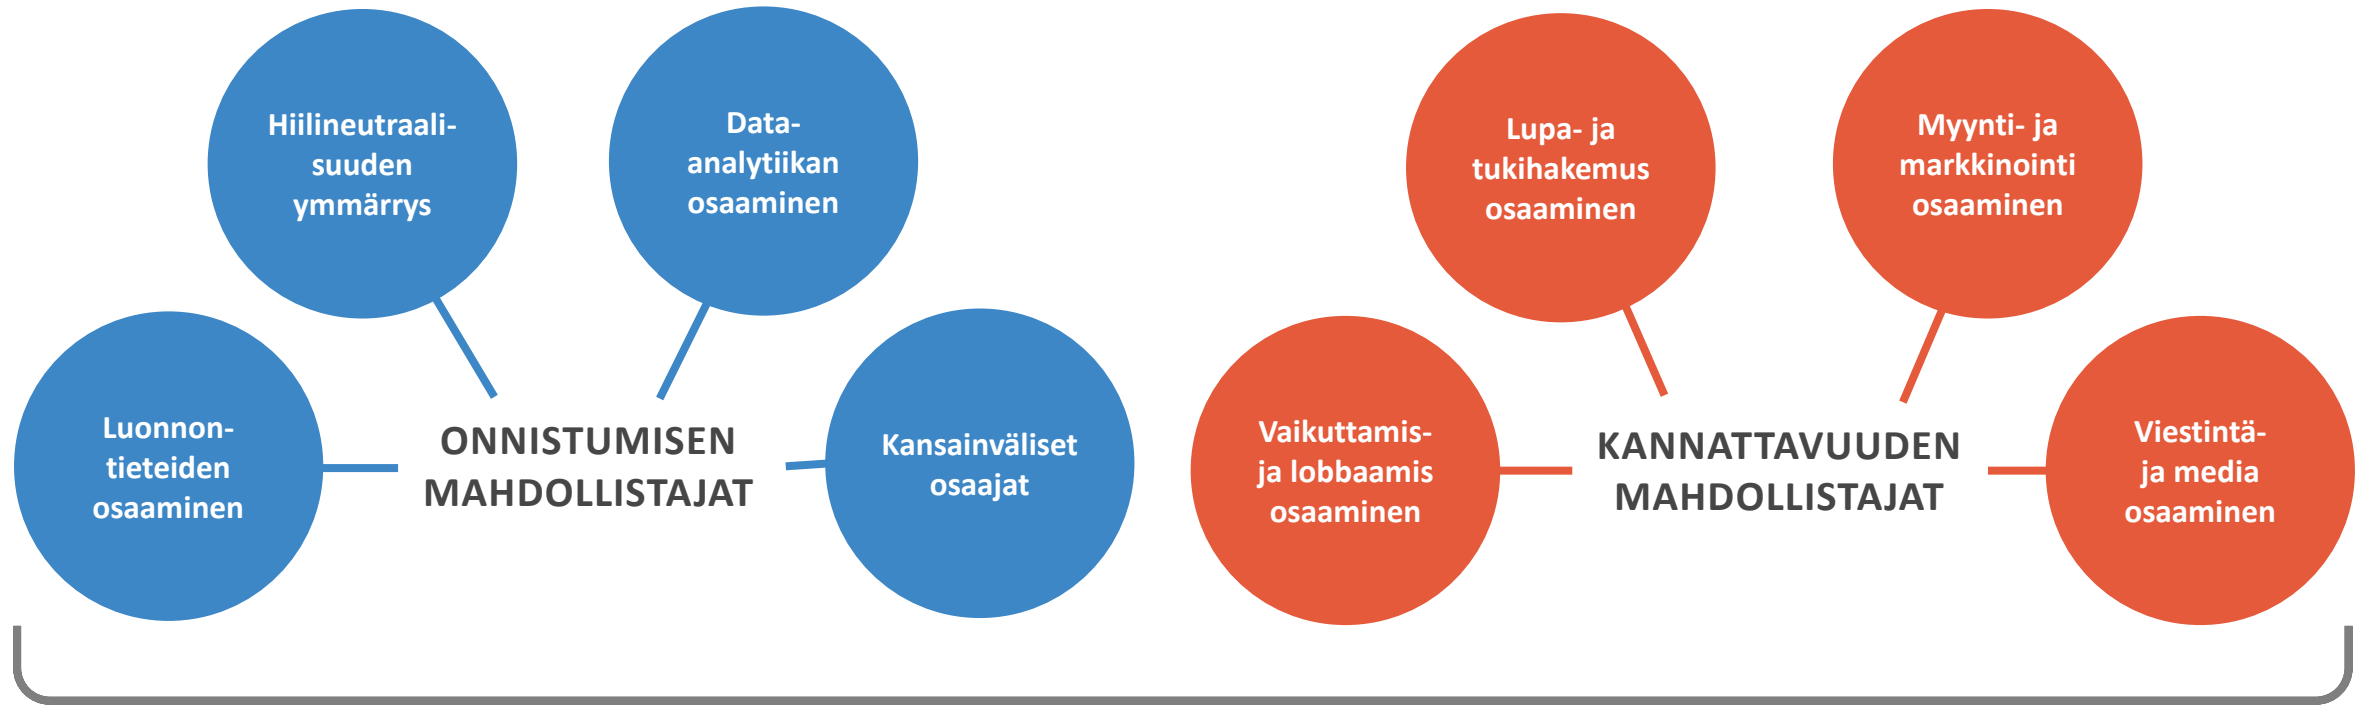 Hiilineutraali-
suuden
ymmärrys
Data-
analytiikan
osaaminen
Luonnon-
tieteiden
osaaminen
ONNISTUMISEN
MAHDOLLISTAJAT
Kansainväliset
osaajat
Lupa- ja
tukihakemus
osaaminen
Myynti- ja
markkinointi
osaaminen
Vaikuttamis-
ja lobbaamis
osaaminen
KANNATTAVUUDEN
MAHDOLLISTAJAT
Viestintä-
ja media
osaaminen